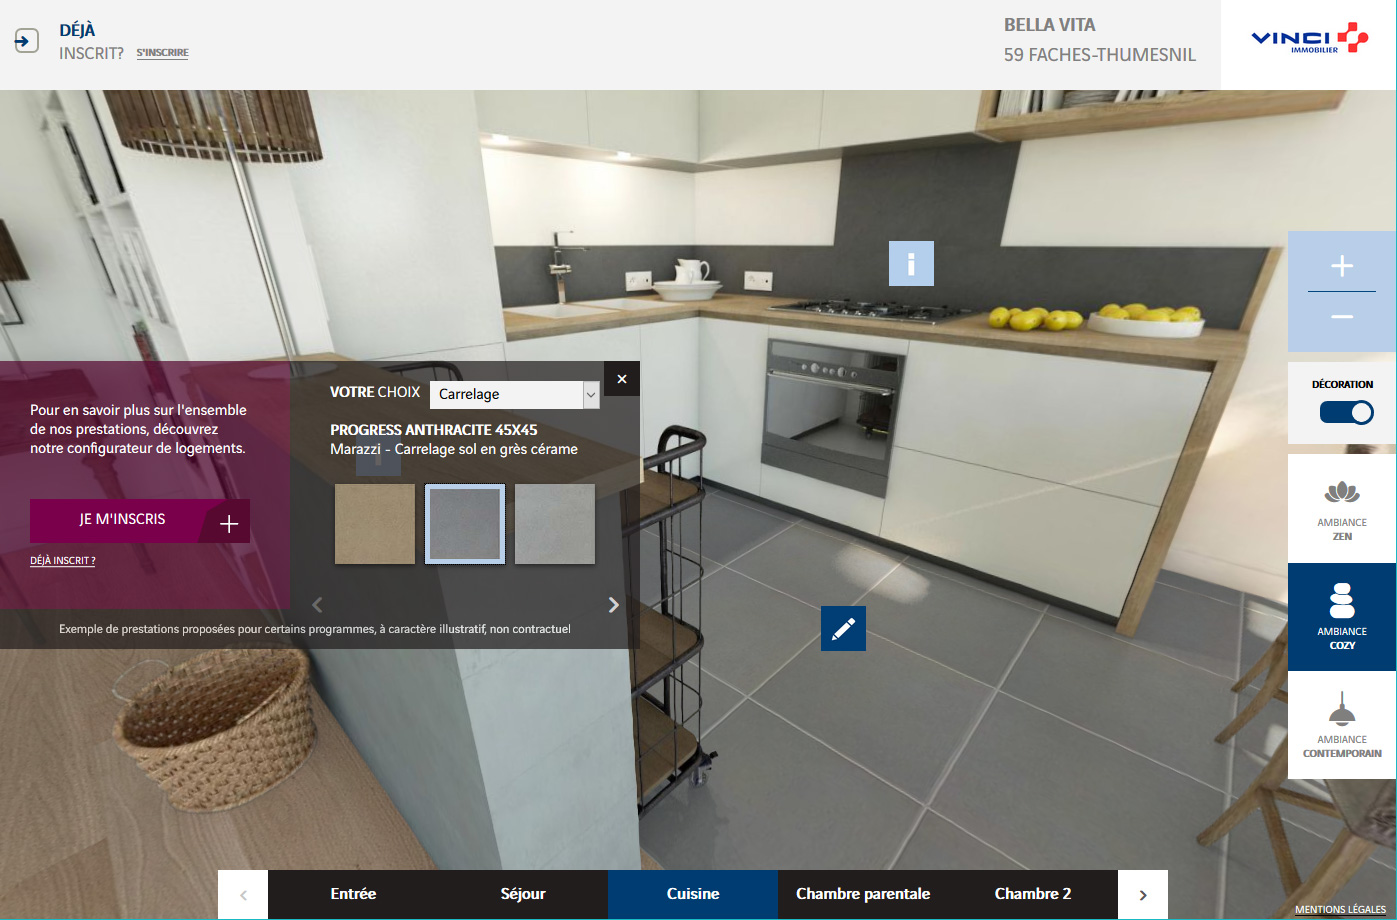 DÉJÀ
INSCRIT? S'INSCRIRE
BELLA VITA
59 FACHES-THUMESNIL
VINCI
IMMOBILIER
DÉCORATION
VOTRE CHOIX Carrelage
Pour en savoir plus sur l'ensemble
de nos prestations, découvrez
notre configurateur de logements.
PROGRESS ANTHRACITE 45X45
Marazzi - Carrelage sol en grès cérame
JE M'INSCRIS
DÉJÀ INSCRIT ?
Exemple de prestations proposées pour certains programmes, à caractère illustratif, non contractuel
AMBIANCE
ZEN
AMBIANCE
COZY
AMBIANCE
CONTEMPORAIN
Entrée Séjour Cuisine Chambre parentale Chambre 2
MENTIONS LÉGALES